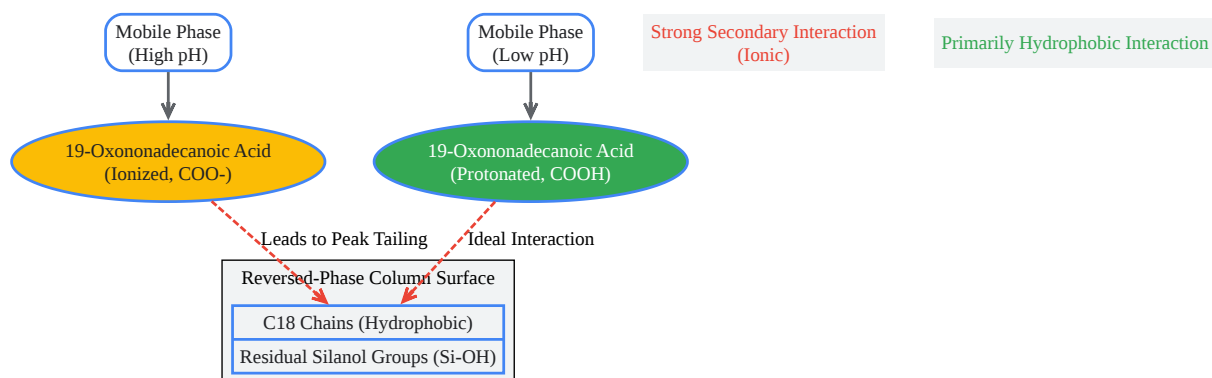 Mobile Phase
(High pH)
Mobile Phase
(Low pH)
Strong Secondary Interaction
(Ionic)
Primarily Hydrophobic Interaction
19-Oxononadecanoic Acid
(Ionized, COO-)
19-Oxononadecanoic Acid
(Protonated, COOH)
Leads to Peak Tailing
Ideal Interaction
Reversed-Phase Column Surface
C18 Chains (Hydrophobic)
Residual Silanol Groups (Si-OH)